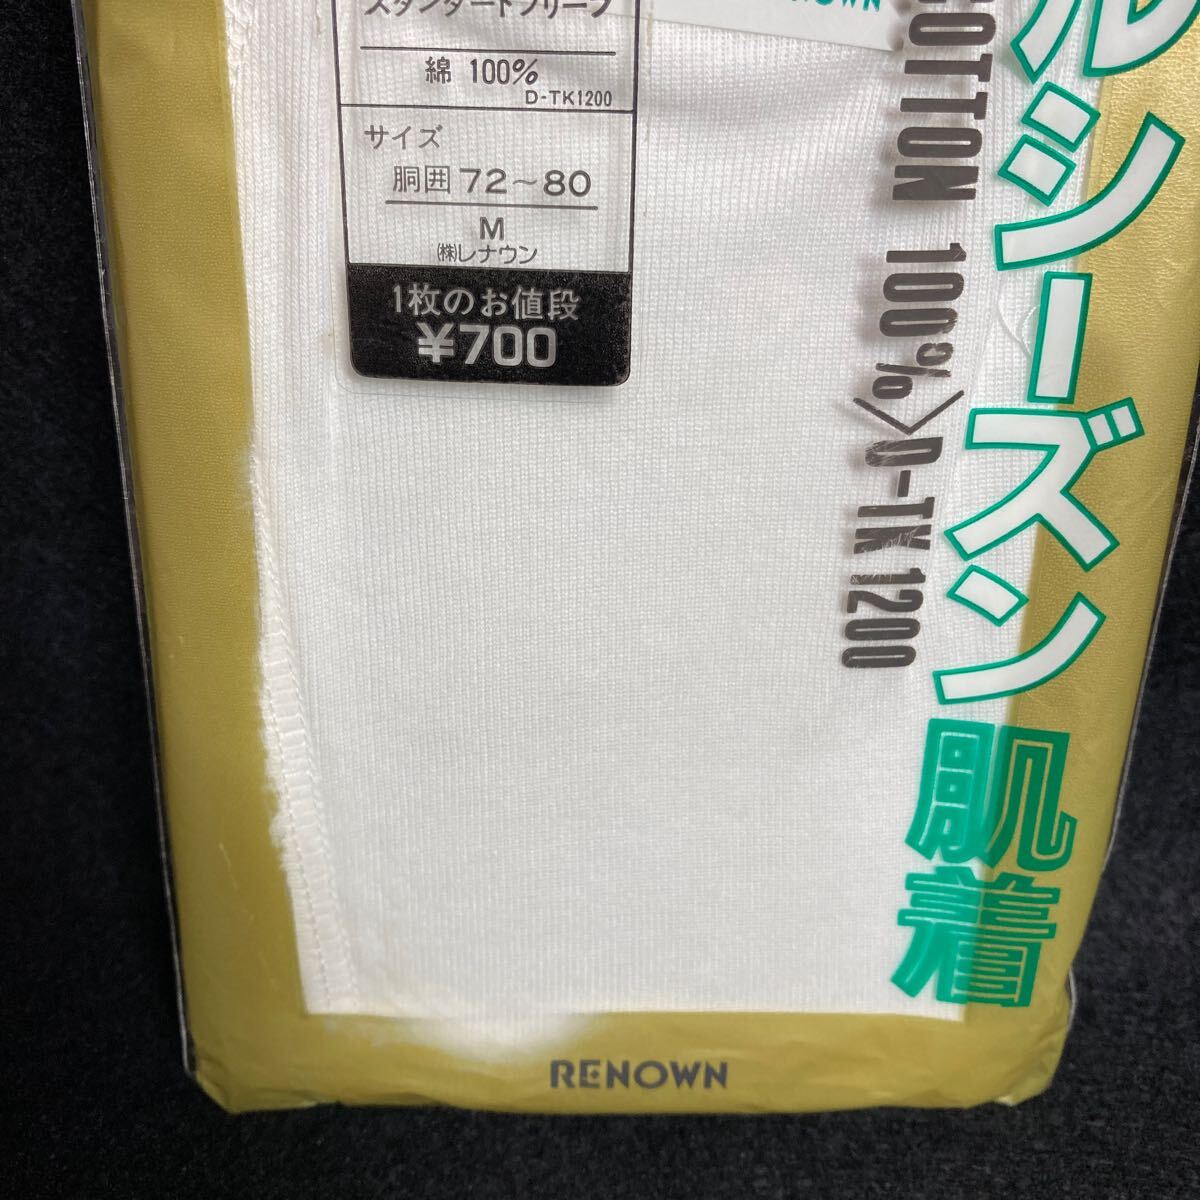 スタンダードブリーフ
綿 100%
D-TK1200
サイズ
胴囲 72~80
M
㈱レナウン
1枚のお値段
¥700
RENOWN
COTTON 100%〉D-TK1200
ルシーズン肌着
RENOWN